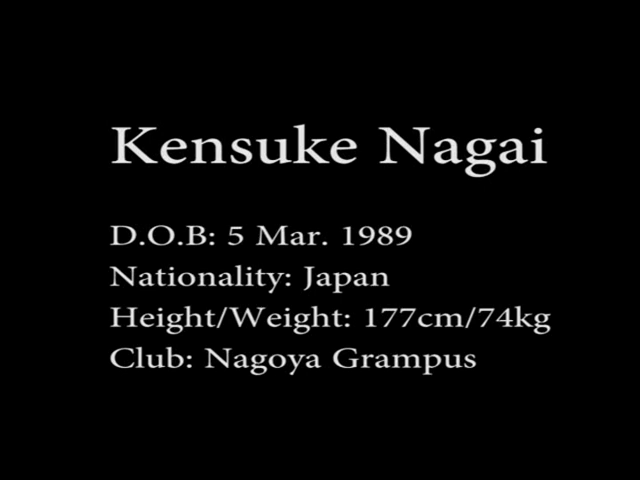 Kensuke Nagai
D.O.B: 5 Mar. 1989
Nationality: Japan
Height/Weight: 177cm/74kg
Club: Nagoya Grampus